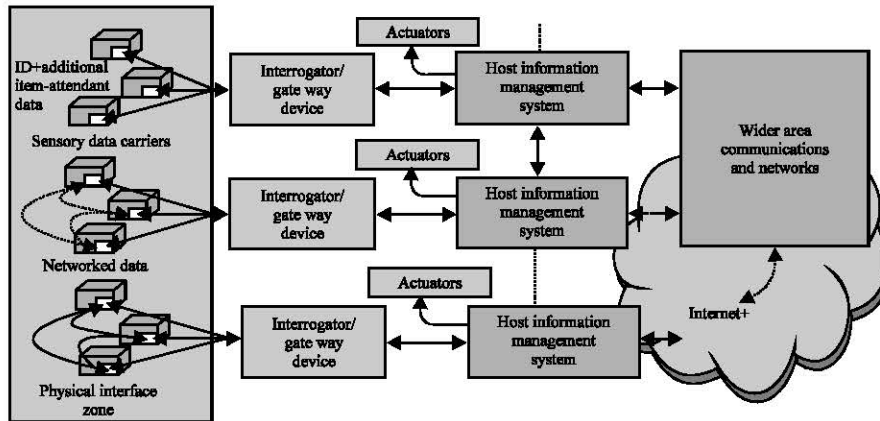 ID+additional
item-attendant
data
Sensory data carriers
Networked data
Physical interface
zone
Interrogator/
gate way
device
Actuators
Host information
management
system
Interrogator/
gate way
device
Actuators
Host information
management
system
Interrogator/
gate way
device
Actuators
Host information
management
system
Wider area
communications
and networks
Internet+